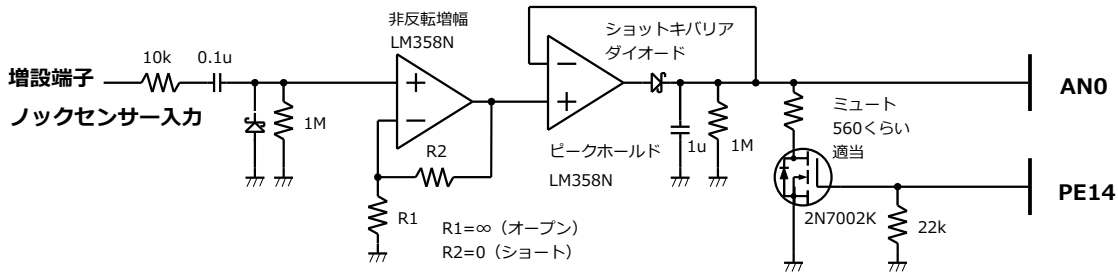 非反転増幅
LM358N
ショットキバリア
ダイオード
10k
0.1u
増設端子
ノックセンサー入力
1M
R2
R1
R1=∞（オープン）
R2=0（ショート）
ピークホールド
LM358N
1u
1M
ミュート
560くらい
適当
2N7002K
22k
AN0
PE14